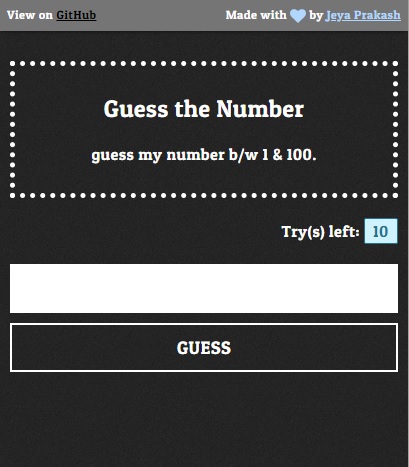 View on GitHub
Made with by Jeya Prakash
Guess the Number
guess my number b/w 1 & 100.
Try(s) left: 10
GUESS